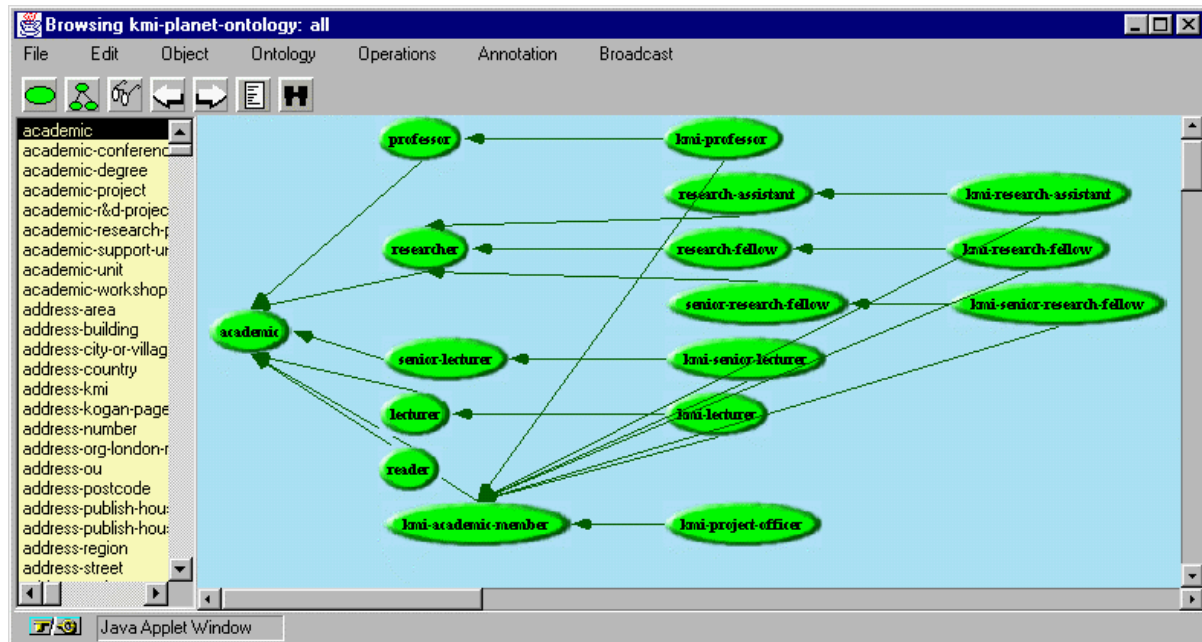 Browsing kmi-planet-ontology: all
File Edit Object Ontology Operations Annotation Broadcast
academic
academic-conferenc
academic-degree
academic-project
academic-r&d-projec
academic-research-p
academic-support-un
academic-unit
academic-workshop
address-area
address-building
address-city-or-villag
address-country
address-kmi
address-kogan-page
address-number
address-org-london-r
address-ou
address-postcode
address-publish-hou
address-publish-hou
address-region
address-street
professor kmi-professor
research-assistant kmi-research-assistant
researcher research-fellow kmi-research-fellow
senior-research-fellow kmi-senior-research-fellow
academic
senior-lecturer kmi-senior-lecturer
lecturer kmi-lecturer
reader
kmi-academic-member kmi-project-officer
Java Applet Window